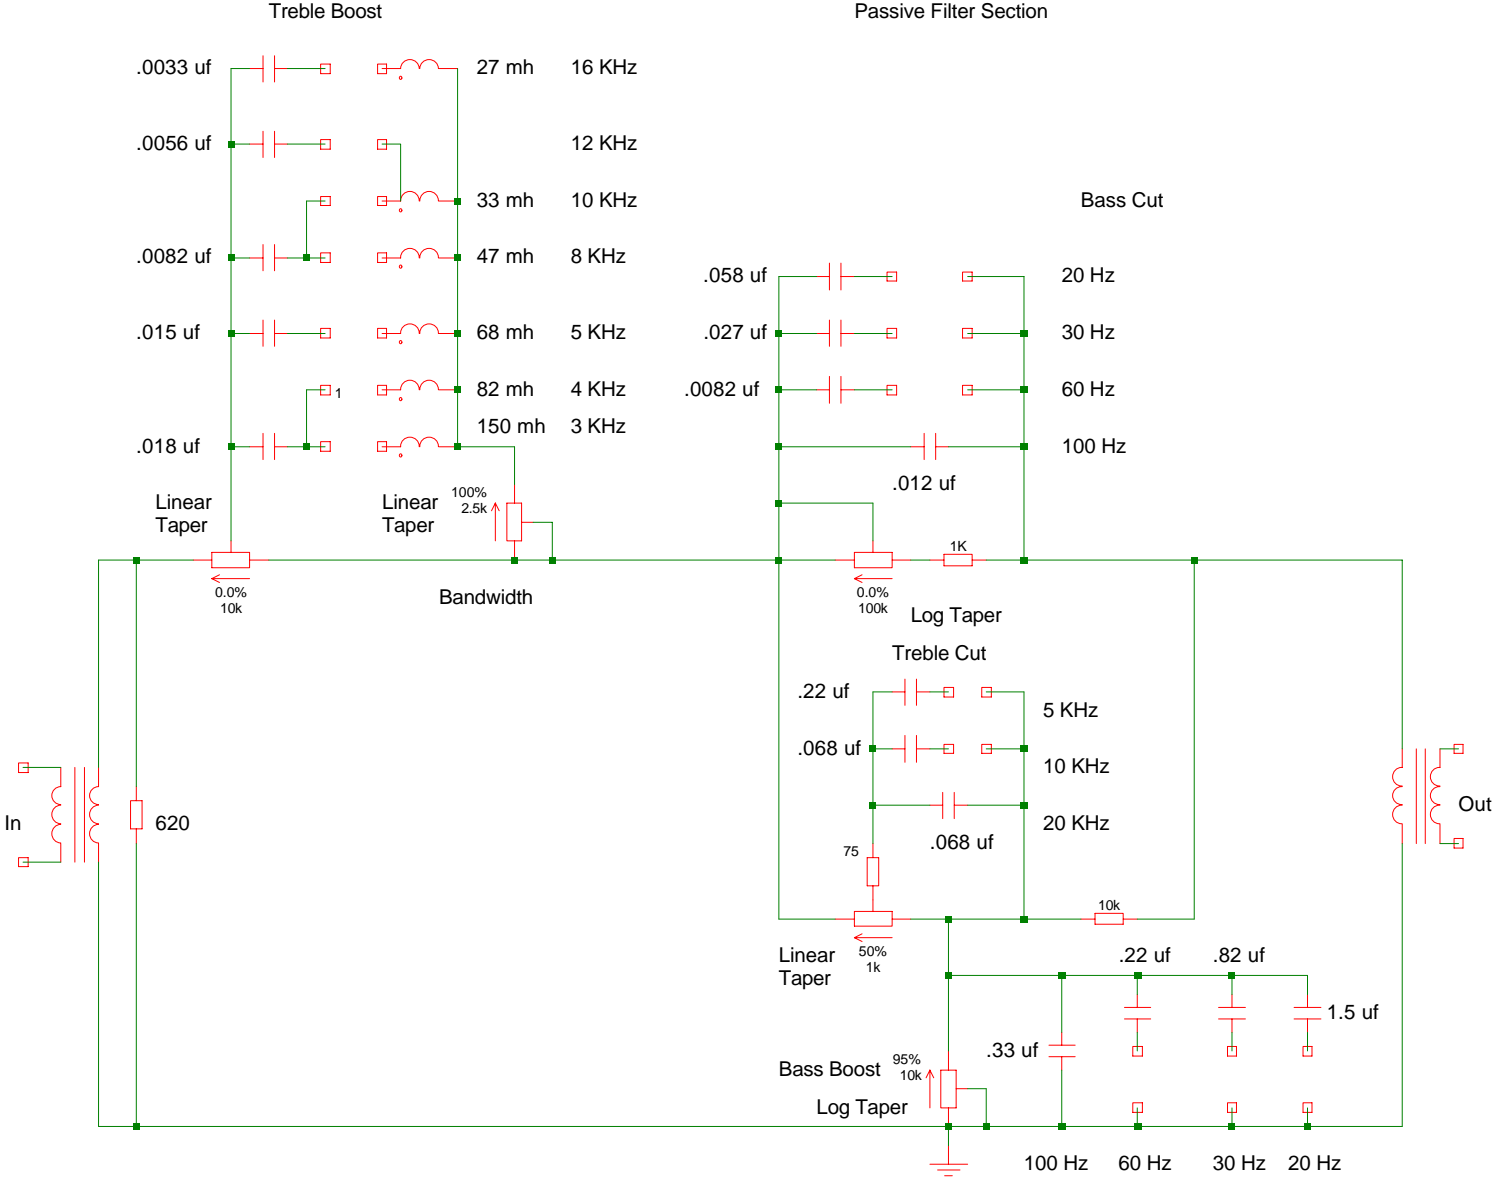 Treble Boost
Passive Filter Section
.0033 uf
27 mh
16 KHz
.0056 uf
12 KHz
33 mh
10 KHz
Bass Cut
.0082 uf
47 mh
8 KHz
.058 uf
20 Hz
.015 uf
68 mh
5 KHz
.027 uf
30 Hz
1
82 mh
4 KHz
.0082 uf
60 Hz
150 mh
3 KHz
.018 uf
100 Hz
.012 uf
Linear
Taper
Linear
Taper
100%
2.5k
1K
0.0%
10k
Bandwidth
0.0%
100k
Log Taper
Treble Cut
.22 uf
5 KHz
.068 uf
10 KHz
In
620
20 KHz
Out
.068 uf
75
10k
Linear
Taper
50%
1k
.22 uf
.82 uf
1.5 uf
.33 uf
Bass Boost
95%
10k
Log Taper
100 Hz
60 Hz
30 Hz
20 Hz